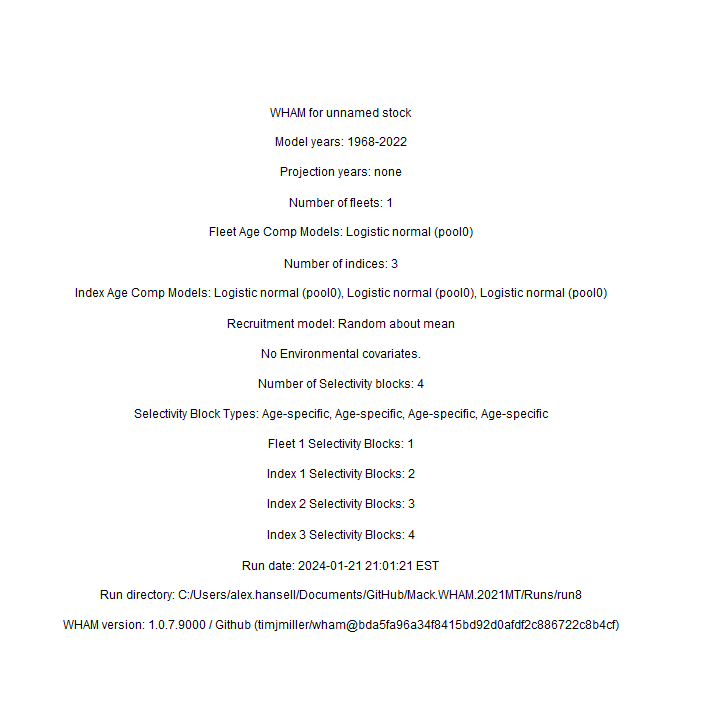 WHAM for unnamed stock
Model years: 1968-2022
Projection years: none
Number of fleets: 1
Fleet Age Comp Models: Logistic normal (pool0)
Number of indices: 3
Index Age Comp Models: Logistic normal (pool0), Logistic normal (pool0), Logistic normal (pool0)
Recruitment model: Random about mean
No Environmental covariates.
Number of Selectivity blocks: 4
Selectivity Block Types: Age-specific, Age-specific, Age-specific, Age-specific
Fleet 1 Selectivity Blocks: 1
Index 1 Selectivity Blocks: 2
Index 2 Selectivity Blocks: 3
Index 3 Selectivity Blocks: 4
Run date: 2024-01-21 21:01:21 EST
Run directory: C:/Users/alex.hansell/Documents/GitHub/Mack.WHAM.2021MT/Runs/run8
WHAM version: 1.0.7.9000 / Github (timjmiller/wham@bda5fa96a34f8415bd92d0afdf2c886722c8b4cf)